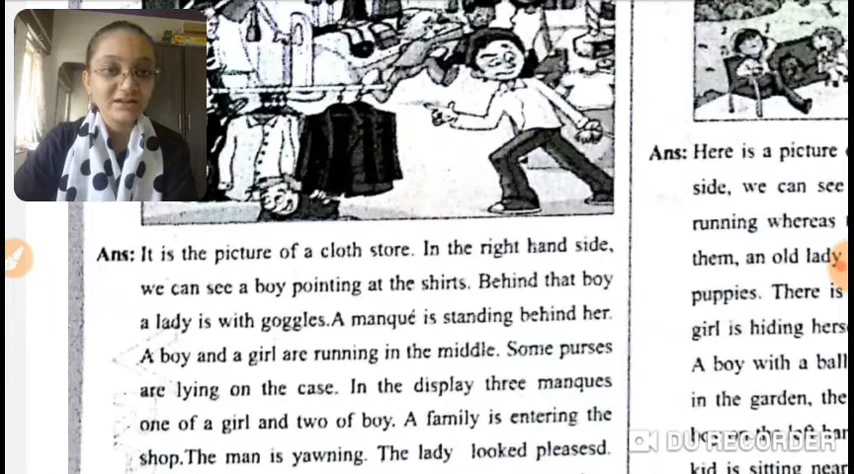 Ans: It is the picture of a cloth store. In the right hand side,
we can see a boy pointing at the shirts. Behind that boy
a lady is with goggles.A manqué is standing behind her.
A boy and a girl are running in the middle. Some purses
are lying on the case. In the display three manques
one of a girl and two of boy. A family is entering the
shop.The man is yawning. The lady looked pleasesd.
Ans: Here is a picture
side, we can see
running whereas
them, an old lady
puppies. There is
girl is hiding hers
A boy with a ball
in the garden, the
on the left har
kid is sitting near
DU RECORDER